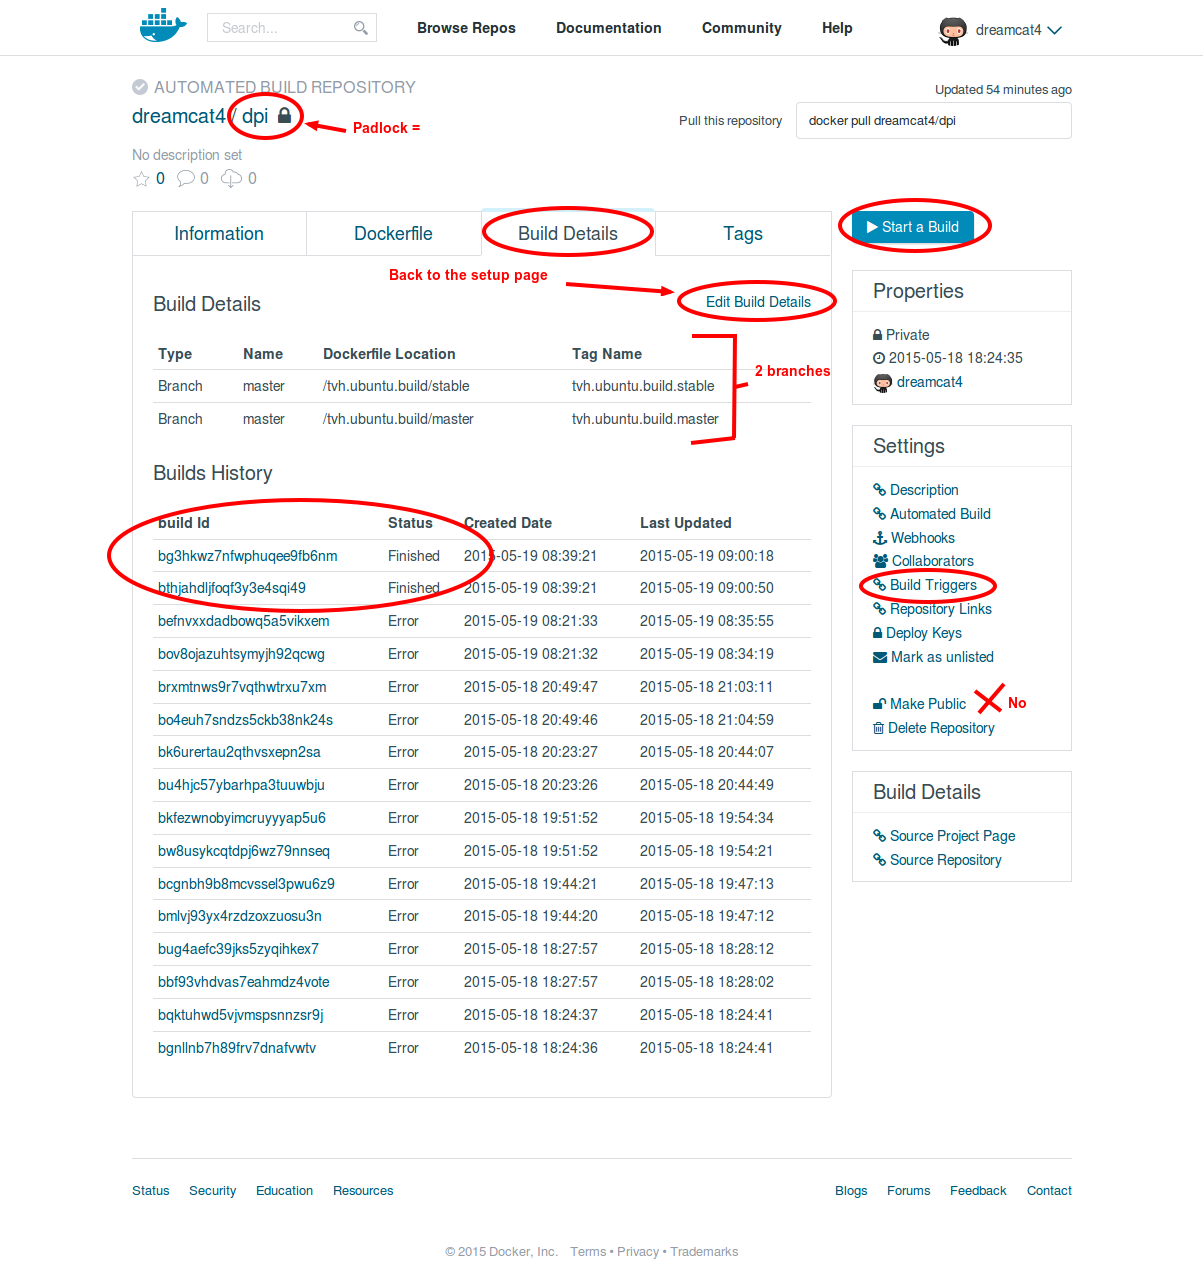 Search...
Browse Repos Documentation Community Help
dreamcat4
AUTOMATED BUILD REPOSITORY
Updated 54 minutes ago
dreamcat4 / dpi
Padlock =
Pull this repository
docker pull dreamcat4/dpi
No description set
0 0 0
Information Dockerfile Build Details Tags
Start a Build
Back to the setup page
Build Details
Edit Build Details
Type Name Dockerfile Location Tag Name
Branch master /tvh.ubuntu.build/stable tvh.ubuntu.build.stable
Branch master /tvh.ubuntu.build/master tvh.ubuntu.build.master
2 branches
Builds History
build Id Status Created Date Last Updated
bg3hkwz7nfwphuqee9fb6nm Finished 2015-05-19 08:39:21 2015-05-19 09:00:18
bthjahdljfoqf3y3e4sqi49 Finished 2015-05-19 08:39:21 2015-05-19 09:00:50
befnvxxdadbowq5a5vikxem Error 2015-05-19 08:21:33 2015-05-19 08:35:55
bov8ojazuhtsymyjh92qcwg Error 2015-05-19 08:21:32 2015-05-19 08:34:19
brxmtnws9r7vqthwtrxu7xm Error 2015-05-18 20:49:47 2015-05-18 21:03:11
bo4euh7sndzs5ckb38nk24s Error 2015-05-18 20:49:46 2015-05-18 21:04:59
bk6urertau2qthvsxepn2sa Error 2015-05-18 20:23:27 2015-05-18 20:44:07
bu4hjc57ybarhpa3tuuwbju Error 2015-05-18 20:23:26 2015-05-18 20:44:49
bkfezwnobyimcruyyyap5u6 Error 2015-05-18 19:51:52 2015-05-18 19:54:34
bw8usykcqtdpj6wz79nnseq Error 2015-05-18 19:51:52 2015-05-18 19:54:21
bcgnbh9b8mcvssel3pwu6z9 Error 2015-05-18 19:44:21 2015-05-18 19:47:13
bmlvj93yx4rzdzoxzuosu3n Error 2015-05-18 19:44:20 2015-05-18 19:47:12
bug4aefc39jks5zyqihkex7 Error 2015-05-18 18:27:57 2015-05-18 18:28:12
bbf93vhdvas7eahmdz4vote Error 2015-05-18 18:27:57 2015-05-18 18:28:02
bqktuhwd5vjvmspsnnzsr9j Error 2015-05-18 18:24:37 2015-05-18 18:24:41
bgnllnb7h89frv7dnafvwtv Error 2015-05-18 18:24:36 2015-05-18 18:24:41
Properties
Private
2015-05-18 18:24:35
dreamcat4
Settings
Description
Automated Build
Webhooks
Collaborators
Build Triggers
Repository Links
Deploy Keys
Mark as unlisted
Make Public
No
Delete Repository
Build Details
Source Project Page
Source Repository
Status Security Education Resources
Blogs Forums Feedback Contact
© 2015 Docker, Inc. Terms • Privacy • Trademarks